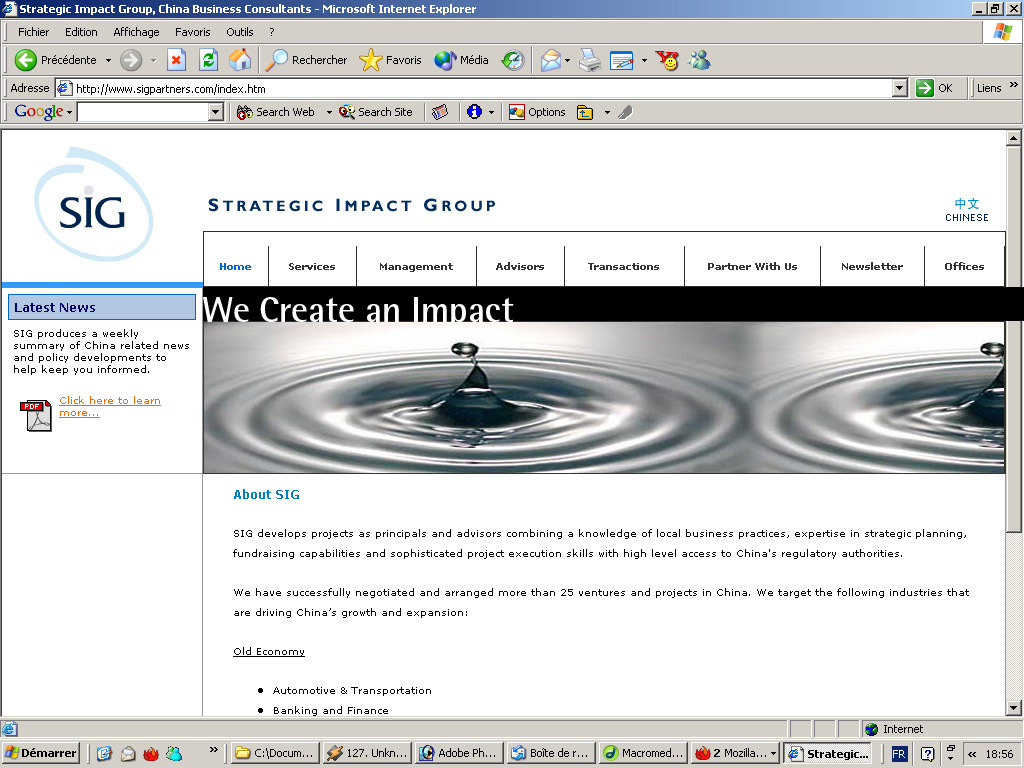 Strategic Impact Group, China Business Consultants - Microsoft Internet Explorer
Fichier Edition Affichage Favoris Outils ?
Précédente Rechercher Favoris Média
Adresse http://www.sigpartners.com/index.htm OK Liens »
Google Search Web Search Site Options
SIG
STRATEGIC IMPACT GROUP
中文
CHINESE
Home Services Management Advisors Transactions Partner With Us Newsletter Offices
We Create an Impact
Latest News
SIG produces a weekly
summary of China related news
and policy developments to
help keep you informed.
PDF
Click here to learn
more...
About SIG
SIG develops projects as principals and advisors combining a knowledge of local business practices, expertise in strategic planning,
fundraising capabilities and sophisticated project execution skills with high level access to China's regulatory authorities.
We have successfully negotiated and arranged more than 25 ventures and projects in China. We target the following industries that
are driving China's growth and expansion:
Old Economy
• Automotive & Transportation
• Banking and Finance
Internet
Démarrer » C:\Docum... 127. Unkn... Adobe Ph... Boîte de r... Macromed... 2 Mozilla... Strategic... FR « 18:56